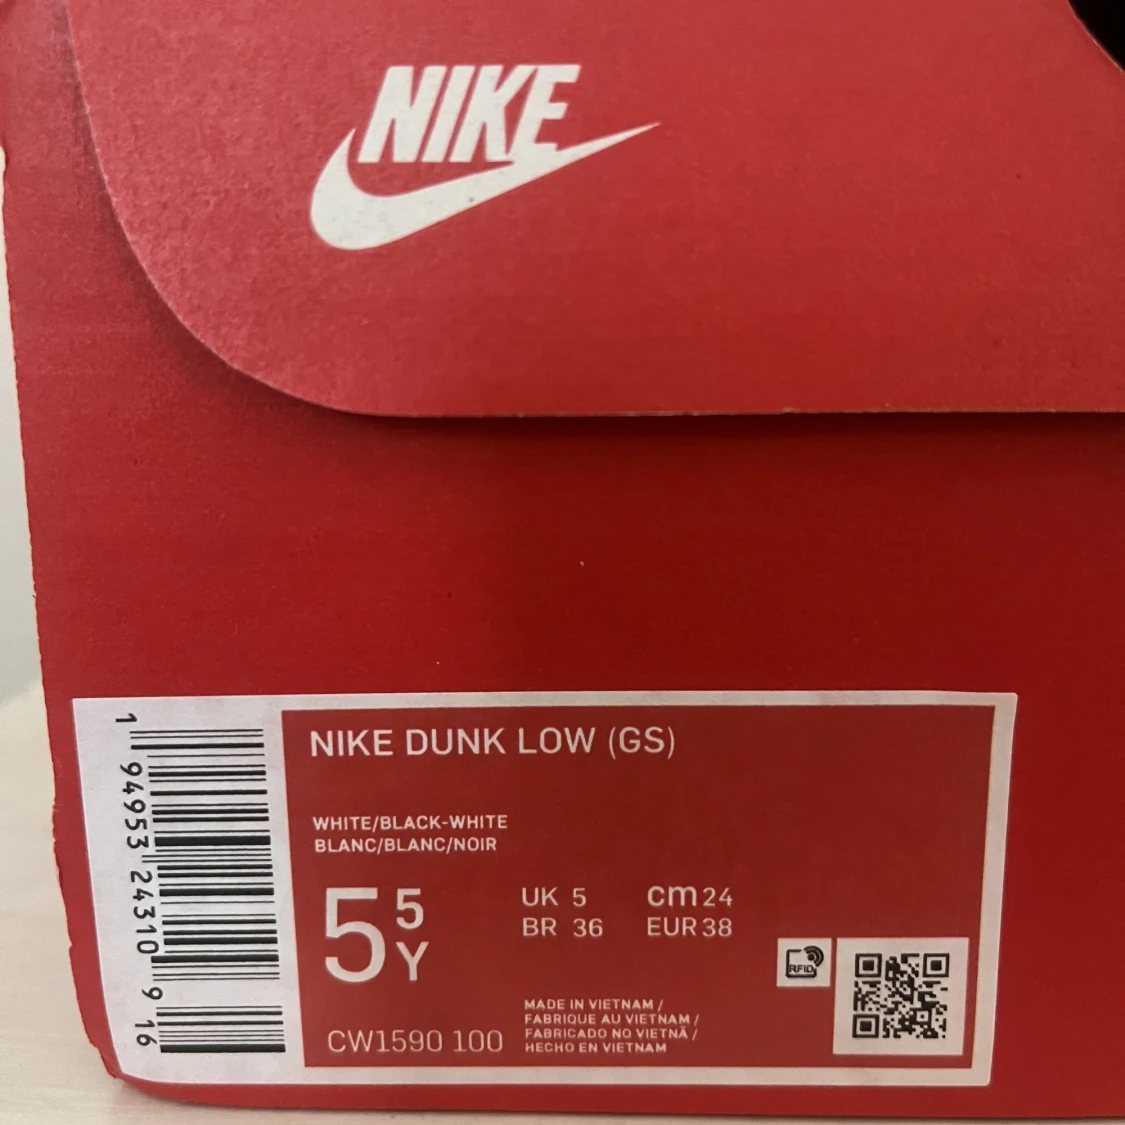 NIKE
NIKE DUNK LOW (GS)
WHITE/BLACK-WHITE
BLANC/BLANC/NOIR
5 5 Y
UK 5
BR 36
cm 24
EUR 38
RFID
CW1590 100
MADE IN VIETNAM /
FABRIQUE AU VIETNAM /
FABRICADO NO VIETNÃ /
HECHO EN VIETNAM
1 94953 24310 9 16